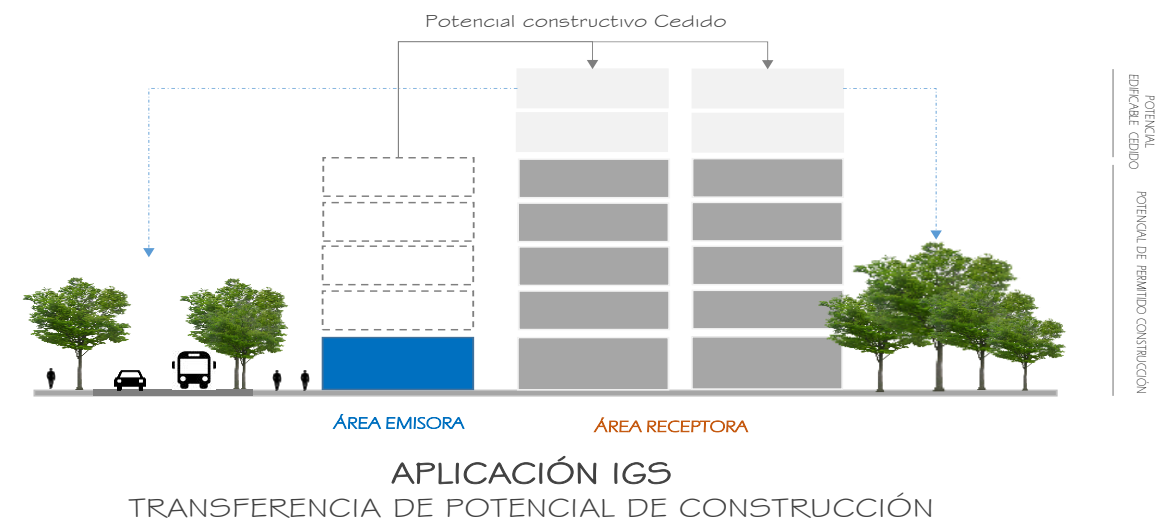 Potencial constructivo Cedido
POTENCIAL
EDIFICABLE CEDIDO
POTENCIAL DE PERMITIDO CONSTRUCCIÓN
ÁREA EMISORA
ÁREA RECEPTORA
APLICACIÓN IGS
TRANSFERENCIA DE POTENCIAL DE CONSTRUCCIÓN